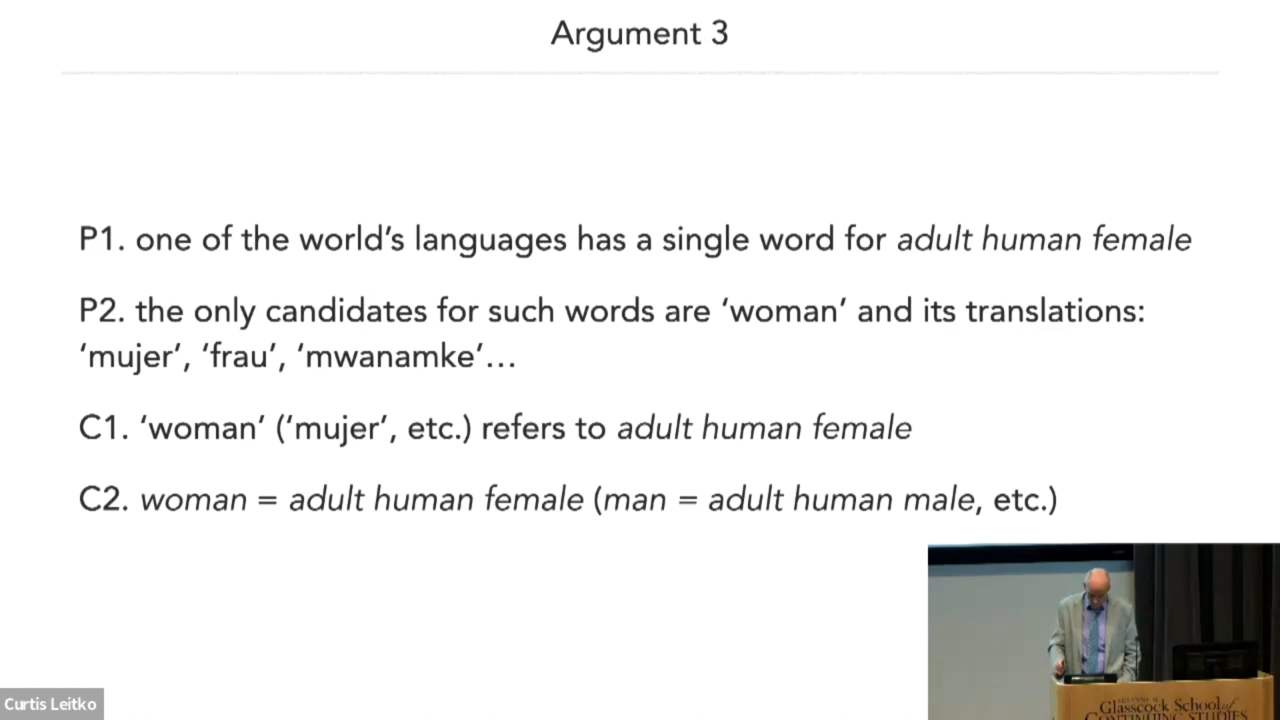 Argument 3
P1. one of the world's languages has a single word for adult human female
P2. the only candidates for such words are 'woman' and its translations:
'mujer', 'frau', 'mwanamke'...
C1. 'woman' ('mujer', etc.) refers to adult human female
C2. woman = adult human female (man = adult human male, etc.)
Glasscock School of
CONTINUING STUDIES
Curtis Leitko